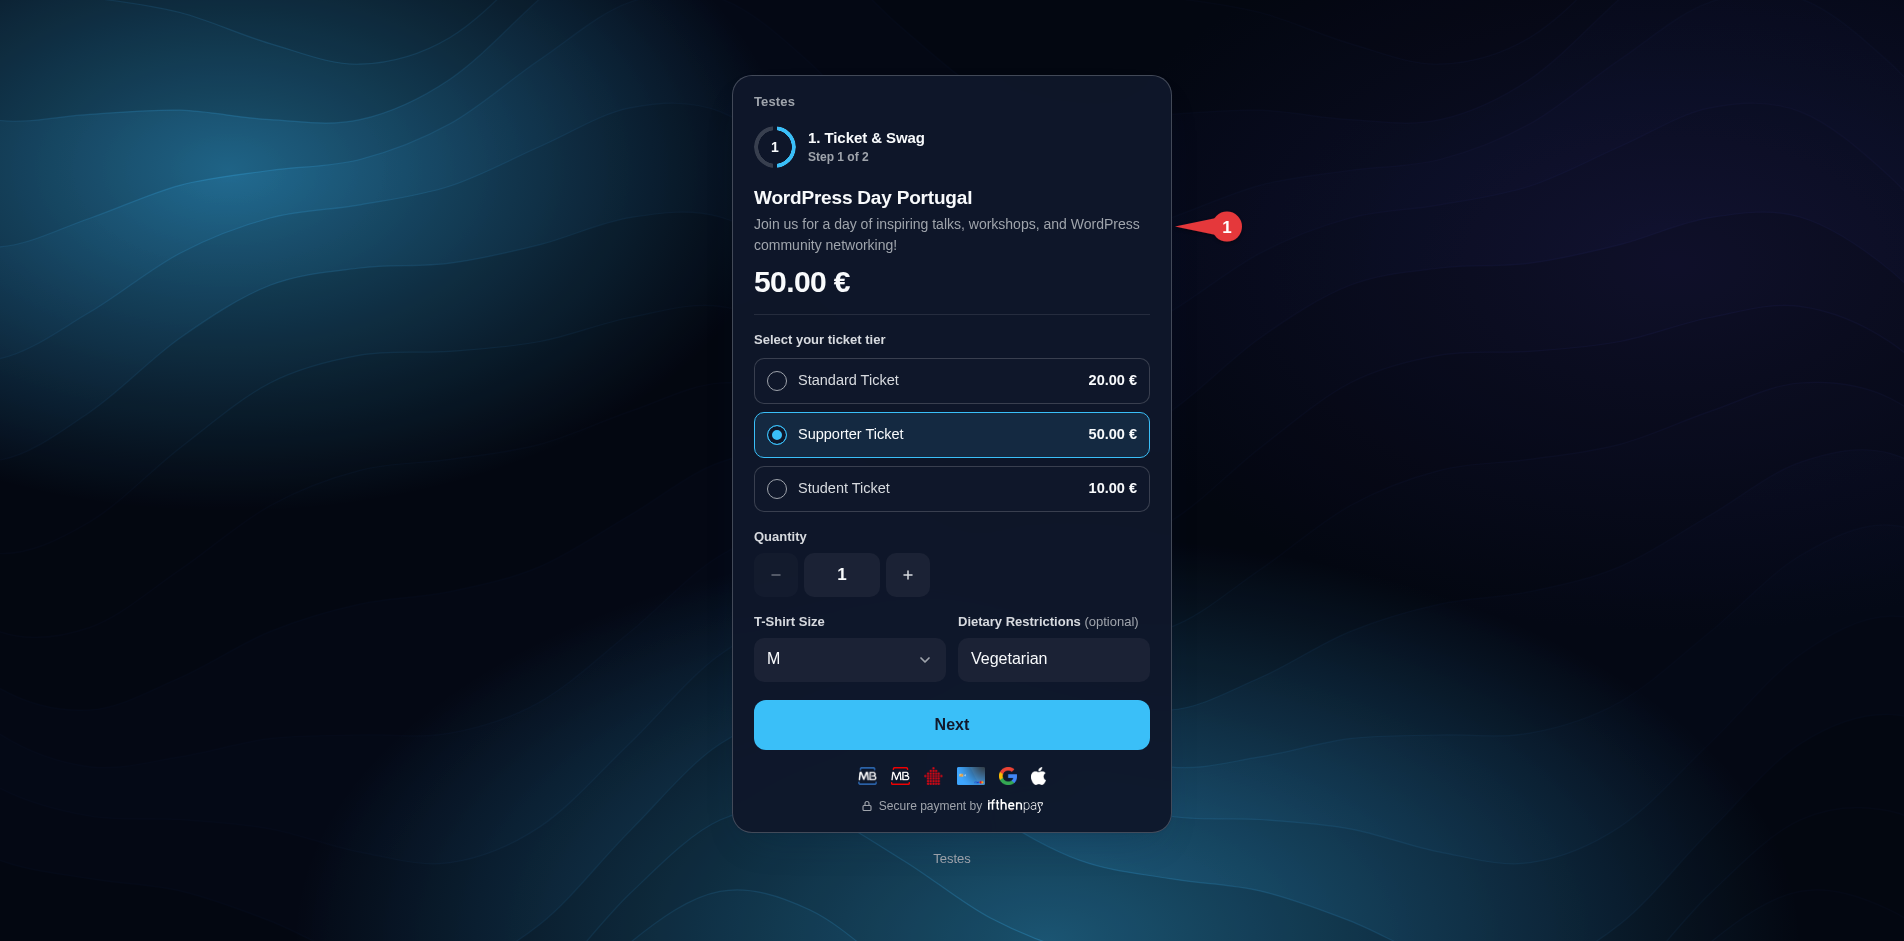 Testes
1
1. Ticket & Swag
Step 1 of 2
WordPress Day Portugal
Join us for a day of inspiring talks, workshops, and WordPress
community networking!
1
50.00 €
Select your ticket tier
Standard Ticket 20.00 €
Supporter Ticket 50.00 €
Student Ticket 10.00 €
Quantity
− 1 +
T-Shirt Size Dietary Restrictions (optional)
M Vegetarian
Next
MB MB G
Secure payment by ifthenpay
Testes